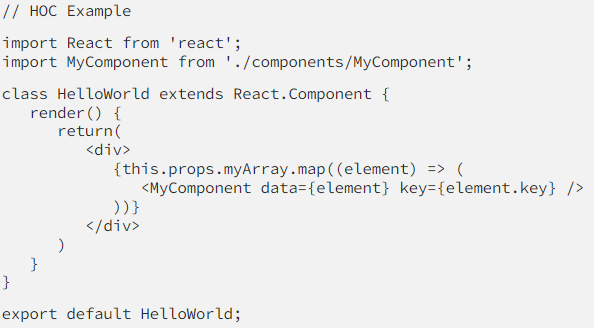 // HOC Example
import React from 'react';
import MyComponent from './components/MyComponent';
class HelloWorld extends React.Component {
render() {
return(
<div>
{this.props.myArray.map((element) => (
<MyComponent data={element} key={element.key} />
))}
</div>
)
}
}
export default HelloWorld;